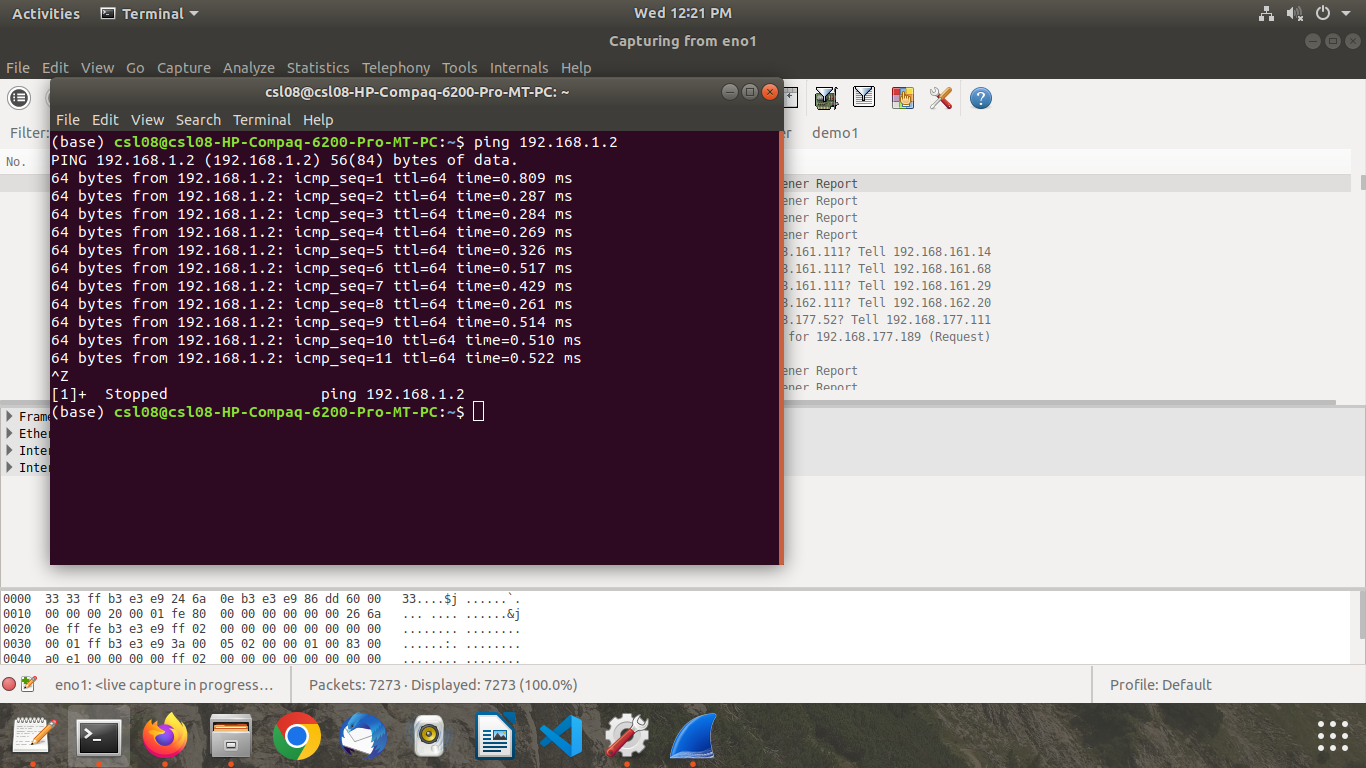 Activities Terminal Wed 12:21 PM
Capturing from eno1
File Edit View Go Capture Analyze Statistics Telephony Tools Internals Help
csl08@csl08-HP-Compaq-6200-Pro-MT-PC: ~
File Edit View Search Terminal Help
Filter: demo1
No.
(base) csl08@csl08-HP-Compaq-6200-Pro-MT-PC:~$ ping 192.168.1.2
PING 192.168.1.2 (192.168.1.2) 56(84) bytes of data.
64 bytes from 192.168.1.2: icmp_seq=1 ttl=64 time=0.809 ms
64 bytes from 192.168.1.2: icmp_seq=2 ttl=64 time=0.287 ms
64 bytes from 192.168.1.2: icmp_seq=3 ttl=64 time=0.284 ms
64 bytes from 192.168.1.2: icmp_seq=4 ttl=64 time=0.269 ms
64 bytes from 192.168.1.2: icmp_seq=5 ttl=64 time=0.326 ms
64 bytes from 192.168.1.2: icmp_seq=6 ttl=64 time=0.517 ms
64 bytes from 192.168.1.2: icmp_seq=7 ttl=64 time=0.429 ms
64 bytes from 192.168.1.2: icmp_seq=8 ttl=64 time=0.261 ms
64 bytes from 192.168.1.2: icmp_seq=9 ttl=64 time=0.514 ms
64 bytes from 192.168.1.2: icmp_seq=10 ttl=64 time=0.510 ms
64 bytes from 192.168.1.2: icmp_seq=11 ttl=64 time=0.522 ms
^Z
[1]+ Stopped ping 192.168.1.2
(base) csl08@csl08-HP-Compaq-6200-Pro-MT-PC:~$
ener Report
ener Report
ener Report
ener Report
.161.111? Tell 192.168.161.14
.161.111? Tell 192.168.161.68
.161.111? Tell 192.168.161.29
.162.111? Tell 192.168.162.20
.177.52? Tell 192.168.177.111
for 192.168.177.189 (Request)
ener Report
ener Report
Frame
Ether
Inter
Inter
0000 33 33 ff b3 e3 e9 24 6a 0e b3 e3 e9 86 dd 60 00 33....$j ......`.
0010 00 00 00 20 00 01 fe 80 00 00 00 00 00 00 26 6a ... .... ......&j
0020 0e ff fe b3 e3 e9 ff 02 00 00 00 00 00 00 00 00 ........ ........
0030 00 01 ff b3 e3 e9 3a 00 05 02 00 00 01 00 83 00 ......:. ........
0040 a0 e1 00 00 00 00 ff 02 00 00 00 00 00 00 00 00 ........ ........
eno1: <live capture in progress… Packets: 7273 · Displayed: 7273 (100.0%) Profile: Default